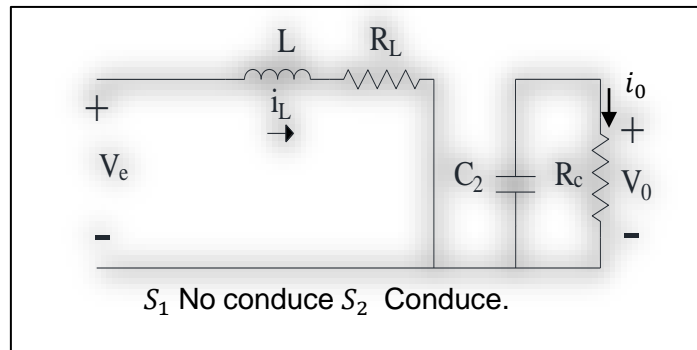 L R_L
i_0
+ i_L +
V_e C_2 R_c V_0
- -
S_1 No conduce S_2 Conduce.